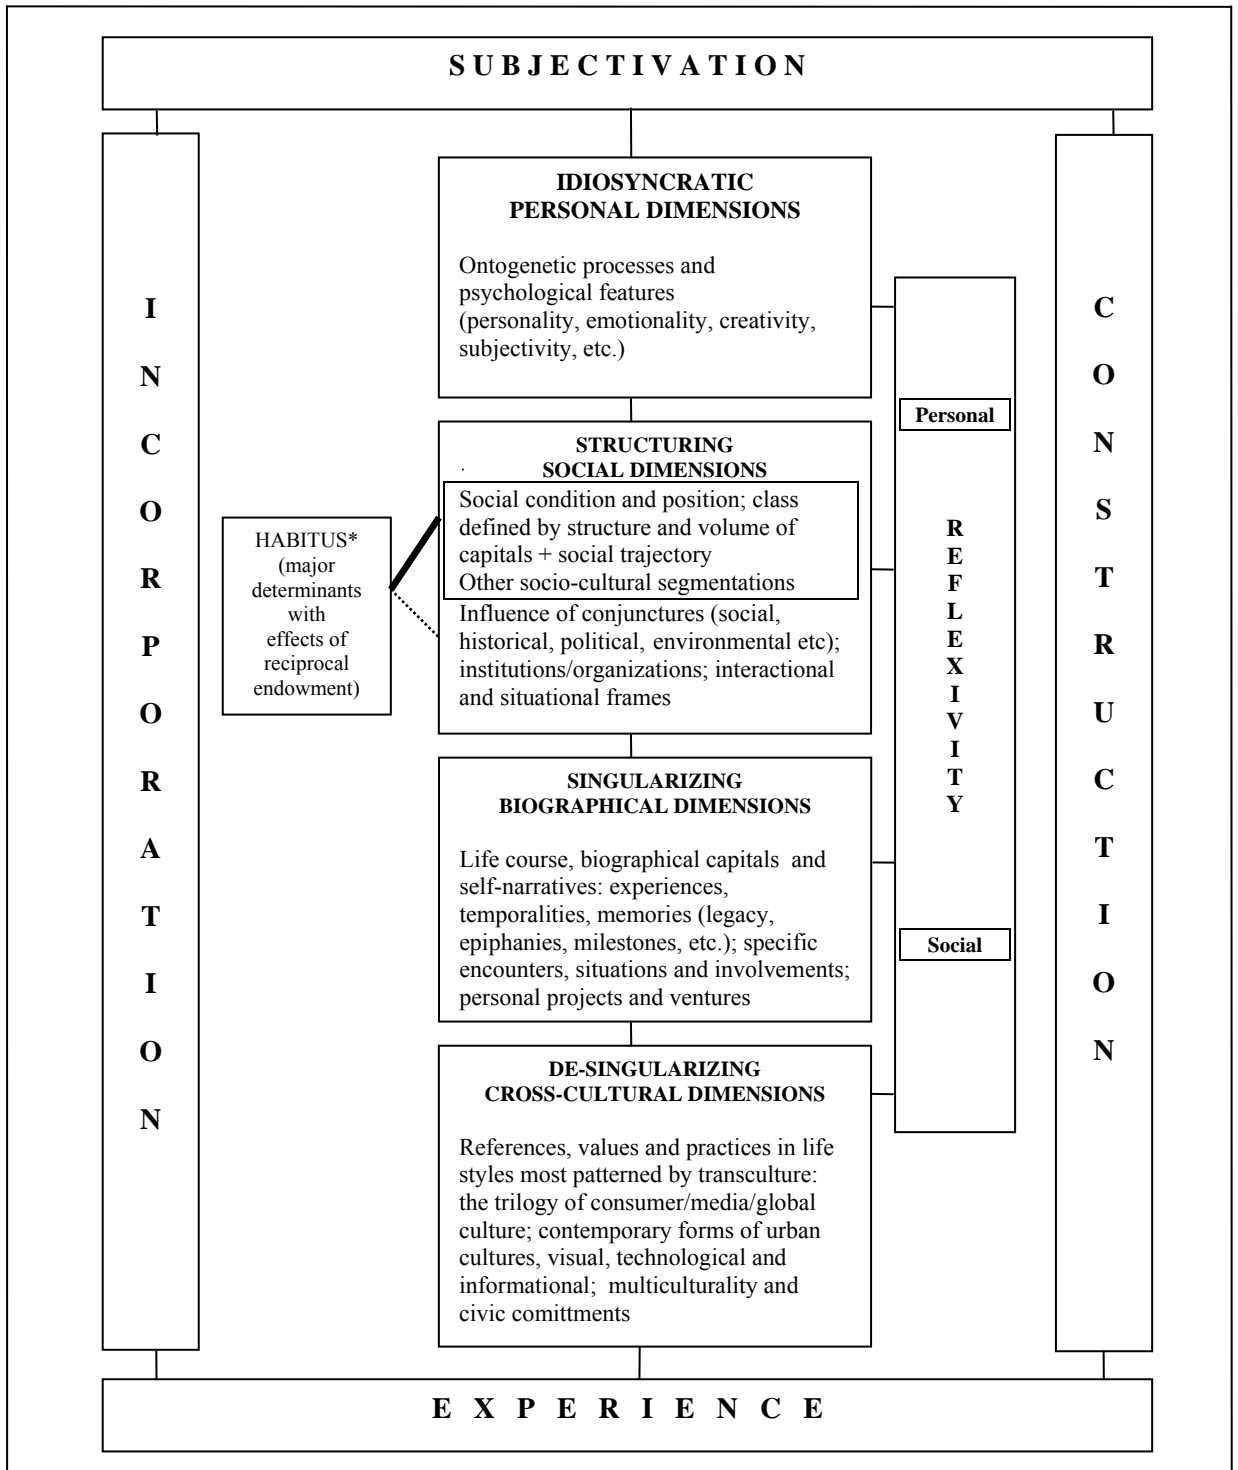 SUBJECTIVATION
INCORPORATION
IDIOSYNCRATIC
PERSONAL DIMENSIONS
Ontogenetic processes and
psychological features
(personality, emotionality, creativity,
subjectivity, etc.)
STRUCTURING
SOCIAL DIMENSIONS
Social condition and position; class
defined by structure and volume of
capitals + social trajectory
Other socio-cultural segmentations
Influence of conjunctures (social,
historical, political, environmental etc);
institutions/organizations; interactional
and situational frames
HABITUS*
(major
determinants
with
effects of
reciprocal
endowment)
SINGULARIZING
BIOGRAPHICAL DIMENSIONS
Life course, biographical capitals and
self-narratives: experiences,
temporalities, memories (legacy,
epiphanies, milestones, etc.); specific
encounters, situations and involvements;
personal projects and ventures
DE-SINGULARIZING
CROSS-CULTURAL DIMENSIONS
References, values and practices in life
styles most patterned by transculture:
the trilogy of consumer/media/global
culture; contemporary forms of urban
cultures, visual, technological and
informational; multiculturality and
civic comittments
Personal
REFLEXIVITY
Social
CONSTRUCTION
EXPERIENCE